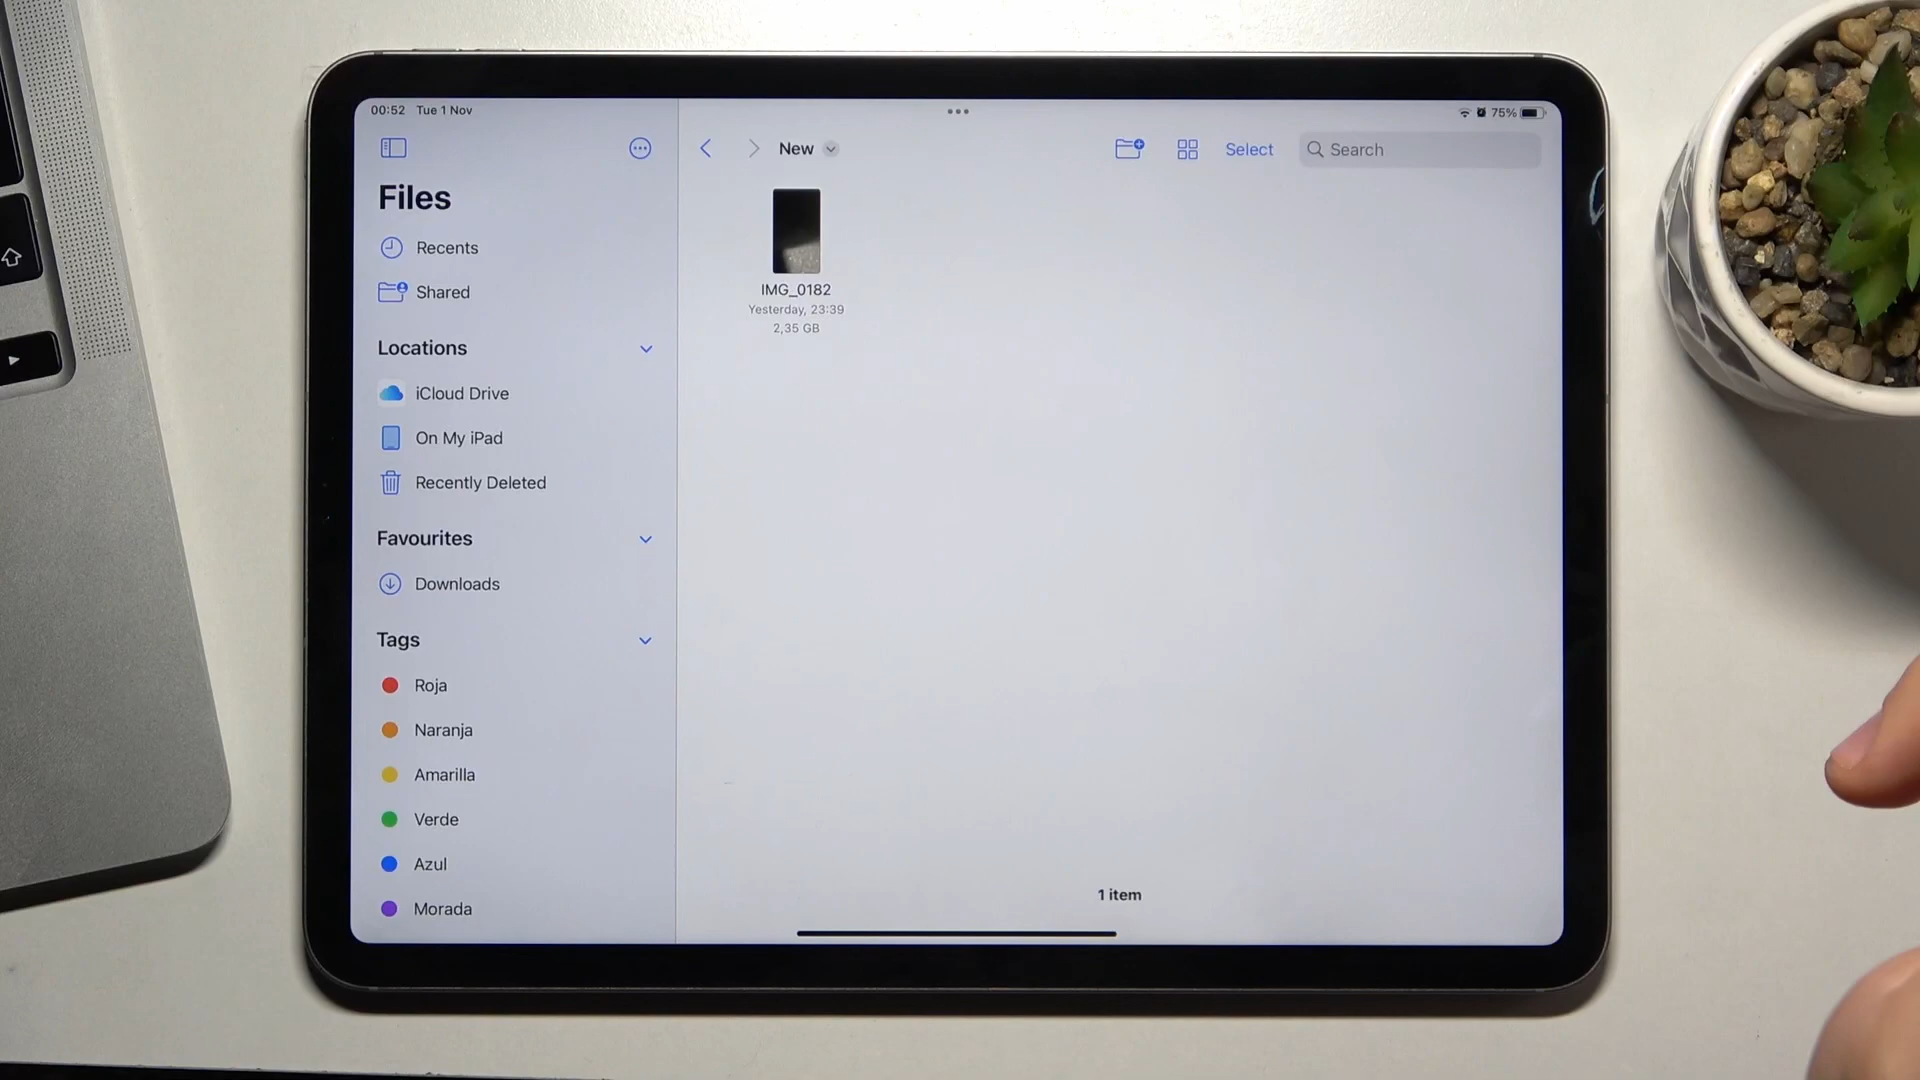 00:52 Tue 1 Nov
75%
Files
Recents
Shared
Locations
iCloud Drive
On My iPad
Recently Deleted
Favourites
Downloads
Tags
Roja
Naranja
Amarilla
Verde
Azul
Morada
New
Select
Search
IMG_0182
Yesterday, 23:39
2,35 GB
1 item